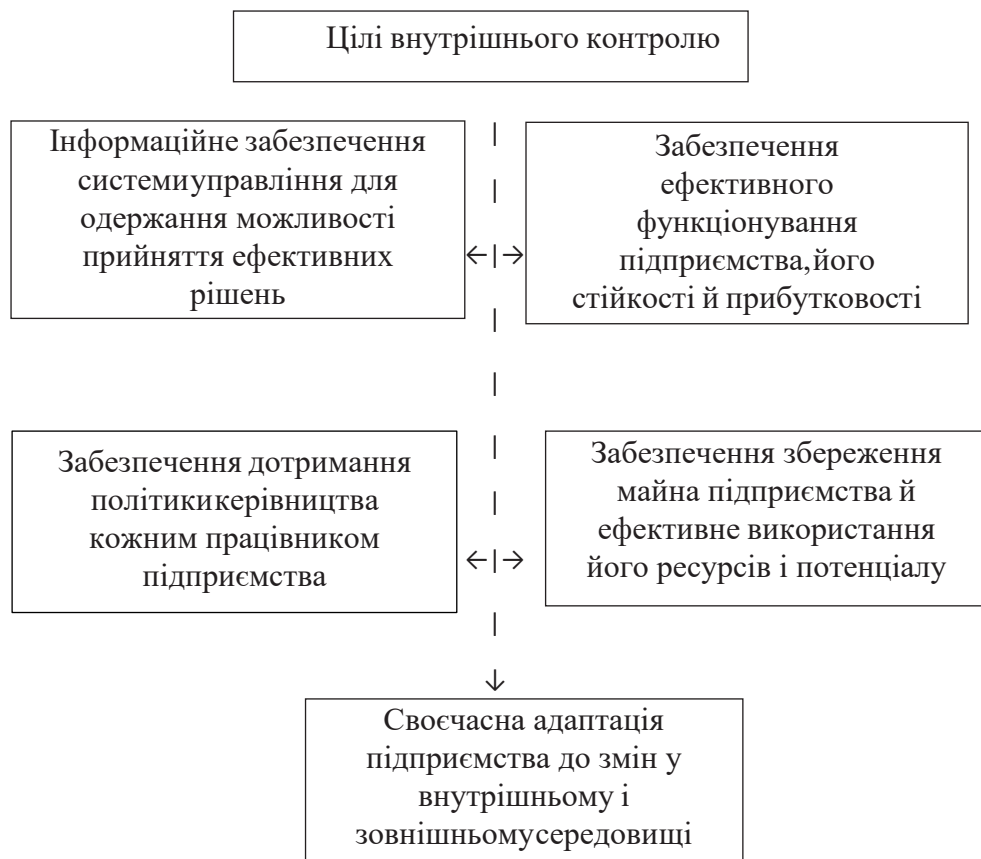 Цілі внутрішнього контролю
Інформаційне забезпечення
системиуправління для
одержання можливості
прийняття ефективних
рішень
Забезпечення
ефективного
функціонування
підприємства,його
стійкості й прибутковості
Забезпечення дотримання
політикикерівництва
кожним працівником
підприємства
Забезпечення збереження
майна підприємства й
ефективне використання
його ресурсів і потенціалу
Своєчасна адаптація
підприємства до змін у
внутрішньому і
зовнішньомусередовищі